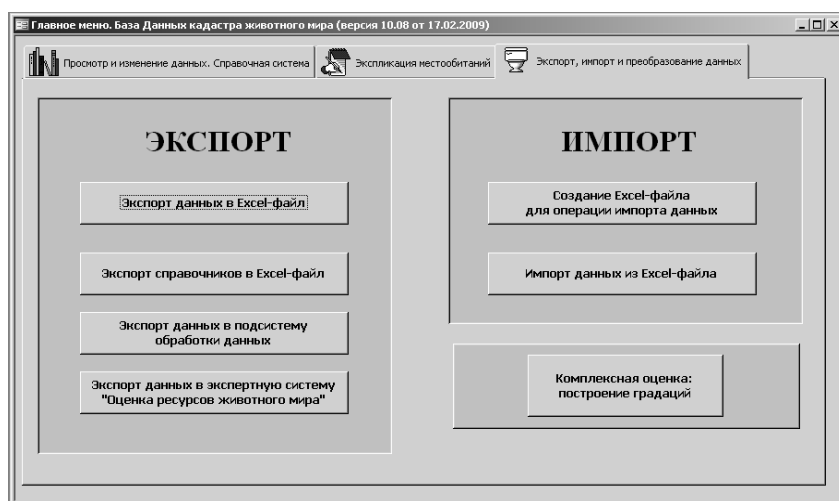 Главное меню. База Данных кадастра животного мира (версия 10.08 от 17.02.2009)
Просмотр и изменение данных. Справочная система
Экспликация местообитаний
Экспорт, импорт и преобразование данных
ЭКСПОРТ
Экспорт данных в Excel-файл
Экспорт справочников в Excel-файл
Экспорт данных в подсистему
обработки данных
Экспорт данных в экспертную систему
"Оценка ресурсов животного мира"
ИМПОРТ
Создание Excel-файла
для операции импорта данных
Импорт данных из Excel-файла
Комплексная оценка:
построение градаций